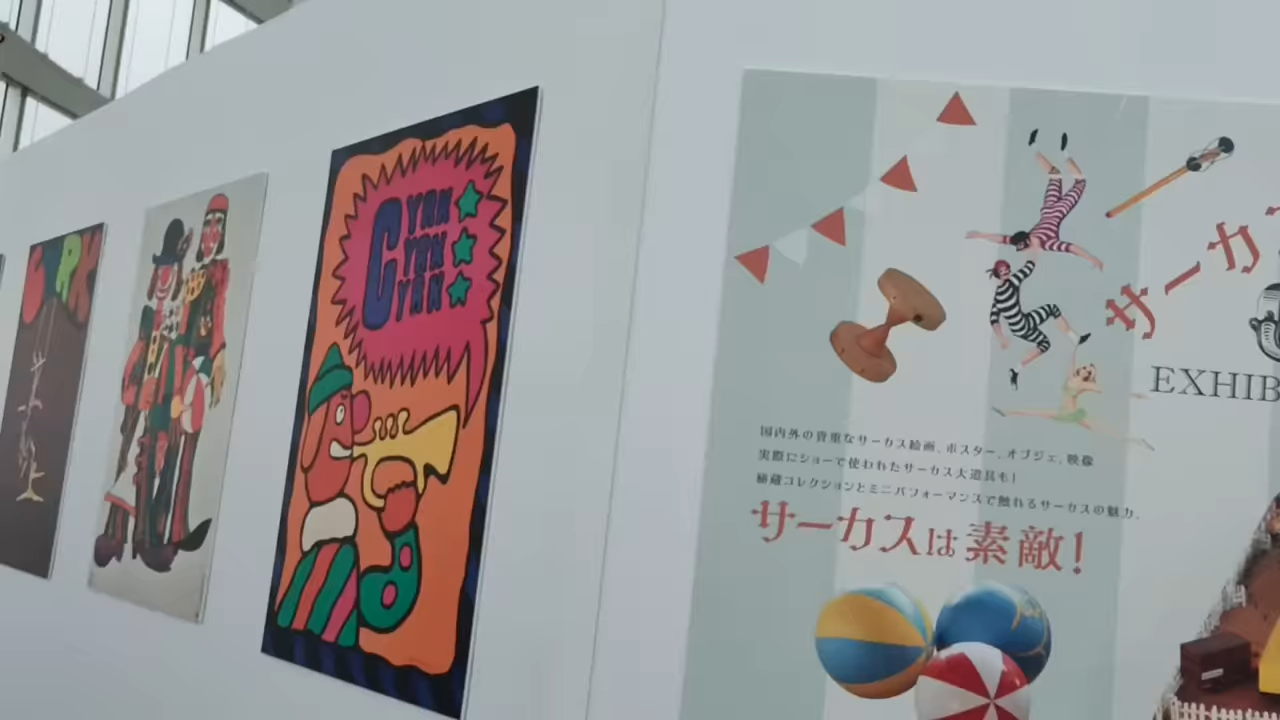 CYRK
CYRK
CYRK
CYRK
サーカ
EXHIB
国内外の貴重なサーカス絵画、ポスター、オブジェ、映像
実際にショーで使われたサーカス大道具も!
秘蔵コレクションとミニパフォーマンスで触れるサーカスの魅力。
サーカスは素敵!